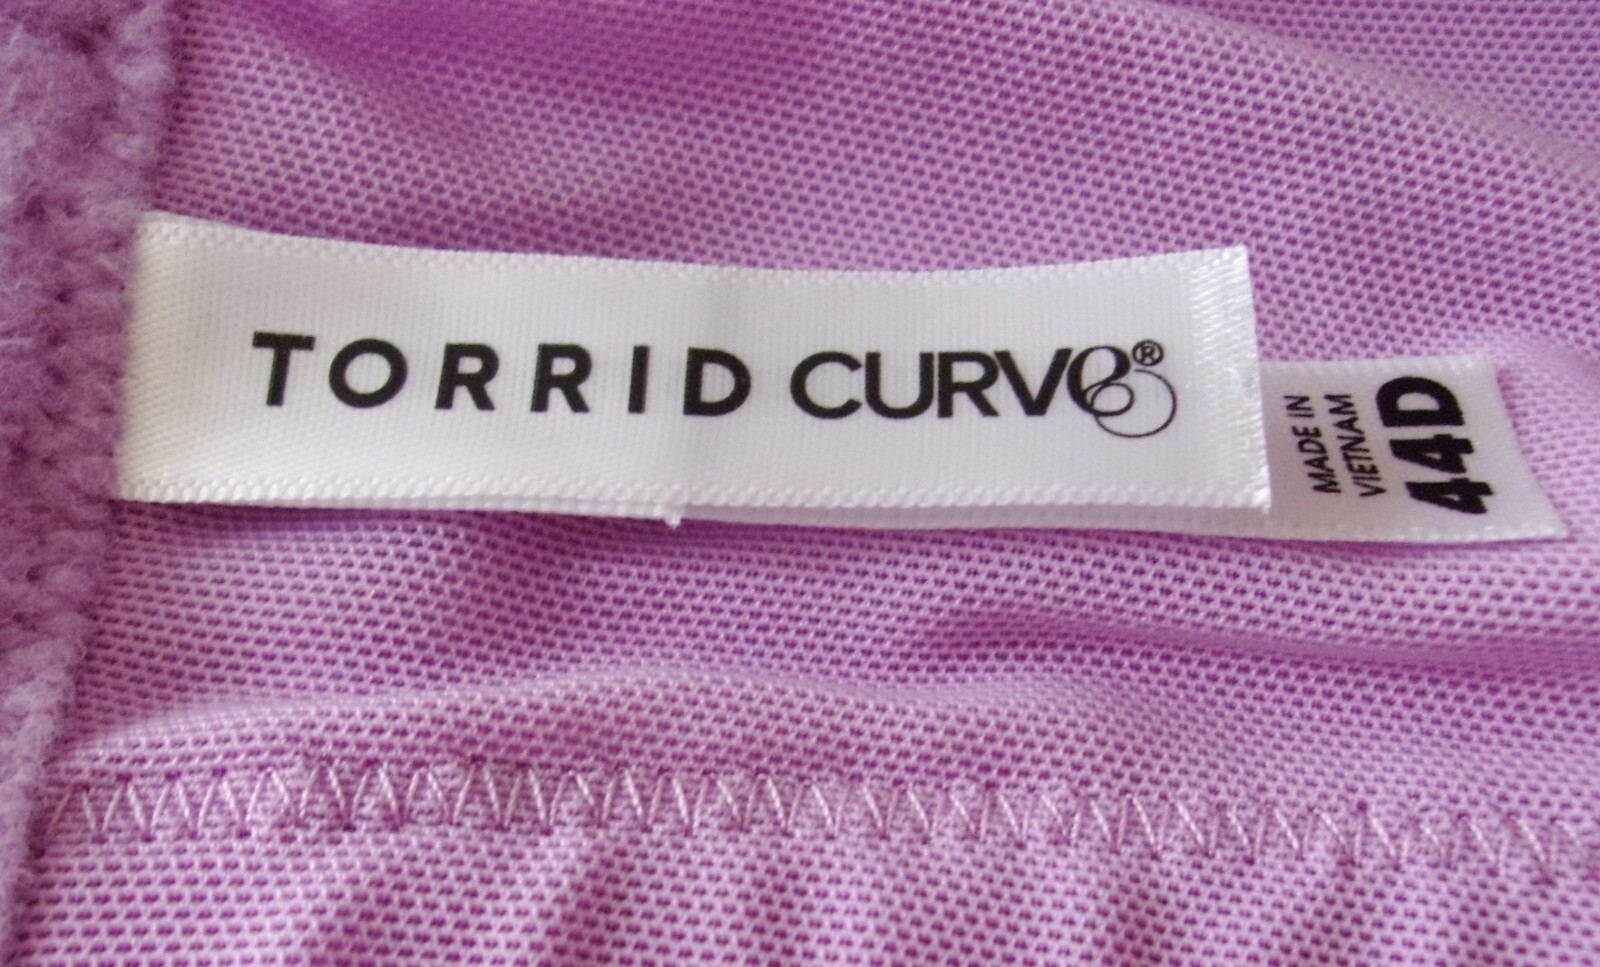 TORRID CURVE®
MADE IN
VIETNAM
44D